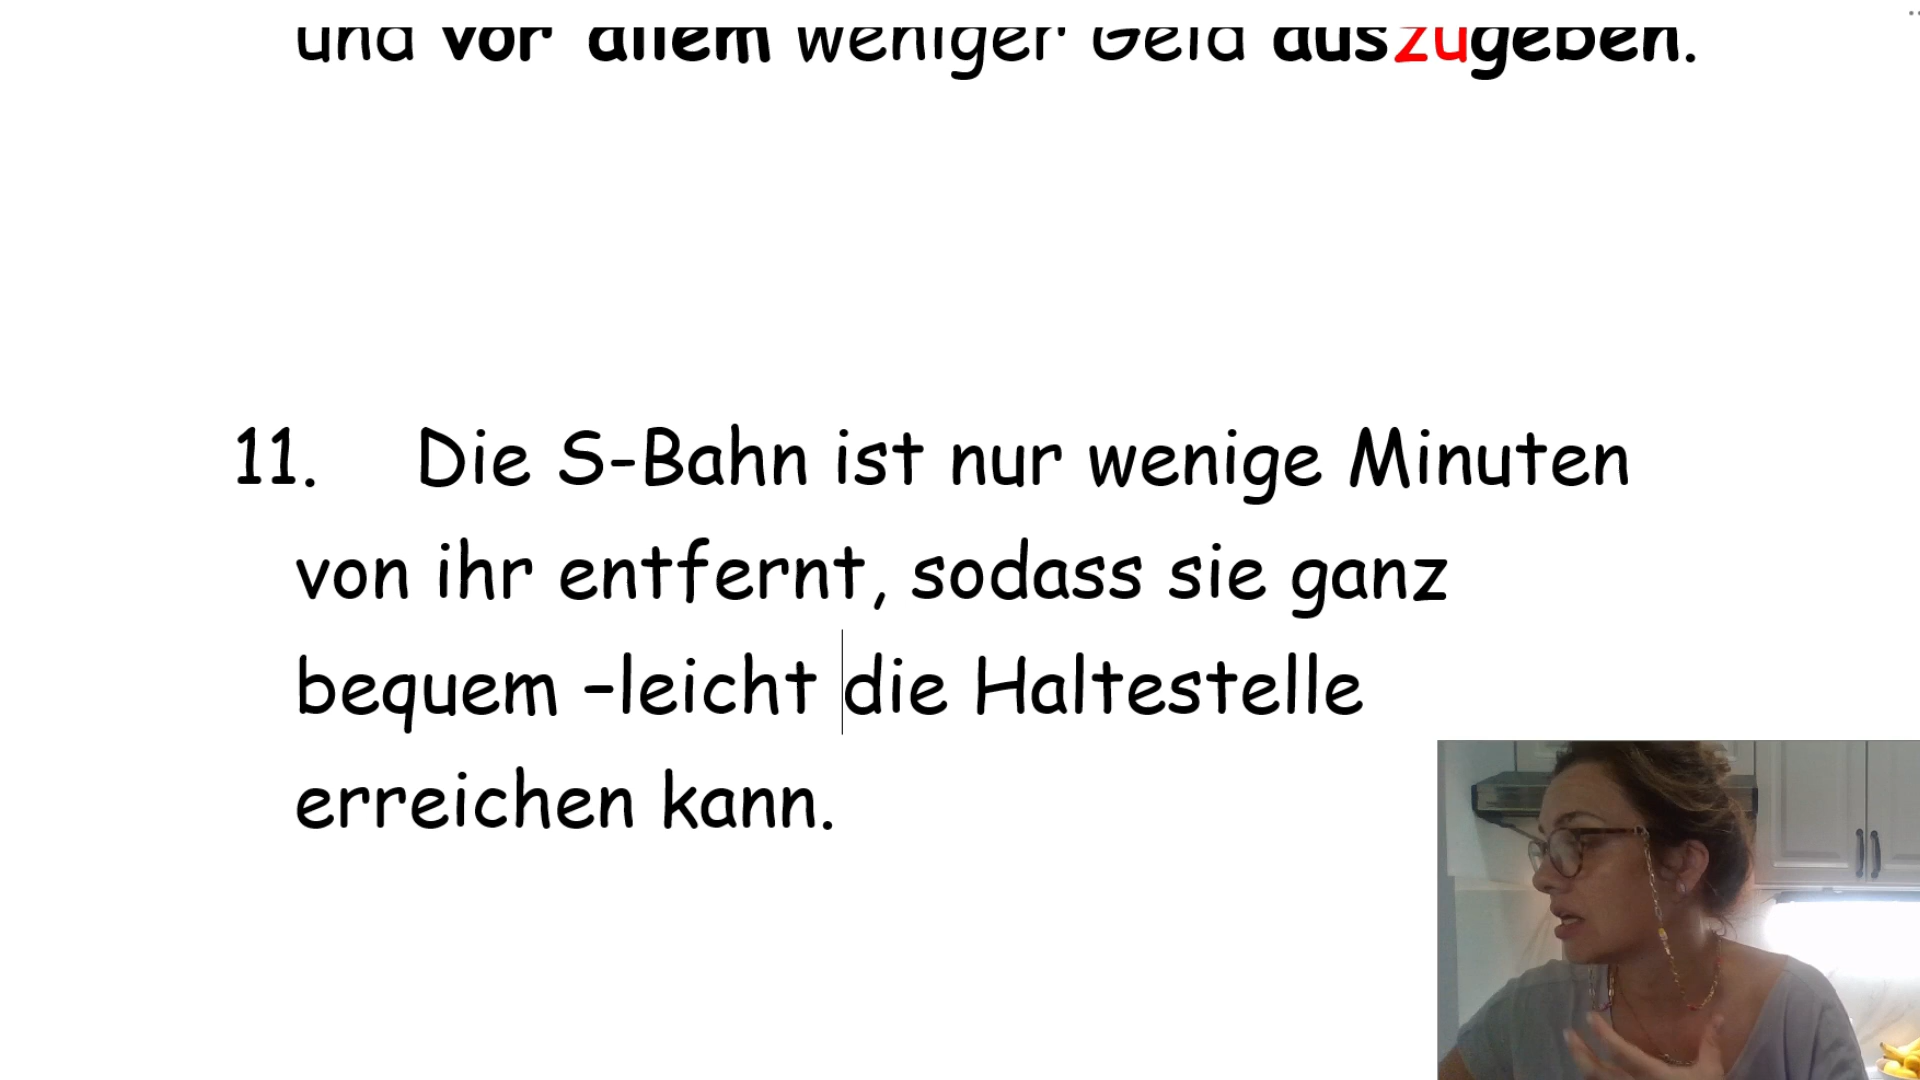 und vor allem weniger Geld auszugeben.
11. Die S-Bahn ist nur wenige Minuten
von ihr entfernt, sodass sie ganz
bequem –leicht die Haltestelle
erreichen kann.